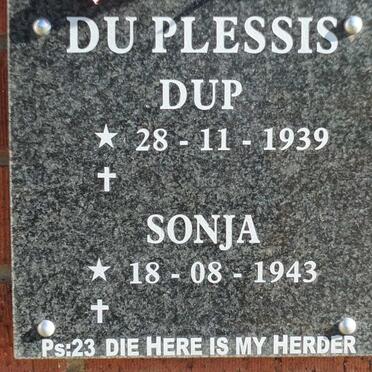 DU PLESSIS
DUP
★ 28 - 11 - 1939
✝
SONJA
★ 18 - 08 - 1943
✝
Ps:23 DIE HERE IS MY HERDER